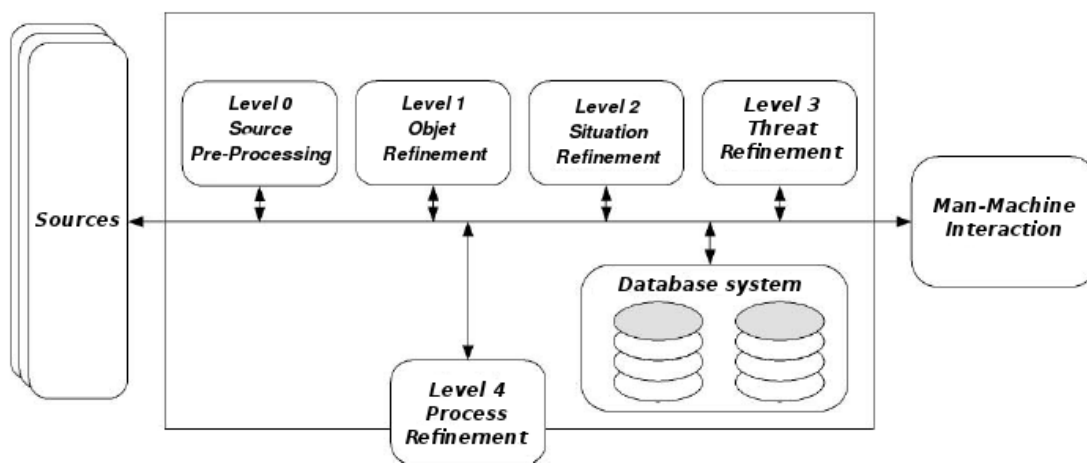 Level 0
Source
Pre-Processing
Level 1
Objet
Refinement
Level 2
Situation
Refinement
Level 3
Threat
Refinement
Sources
Man-Machine
Interaction
Database system
Level 4
Process
Refinement